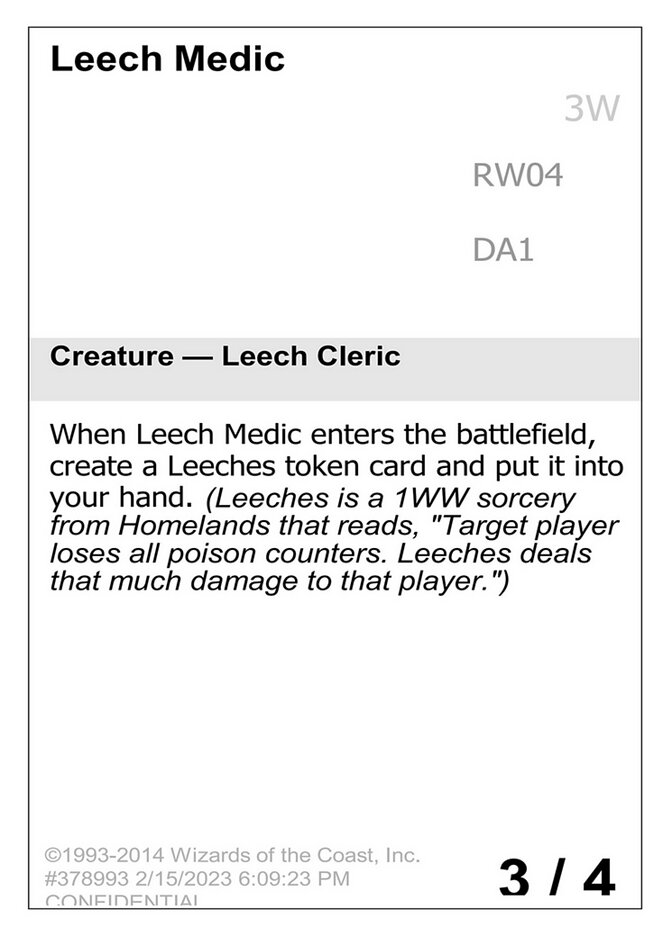 Leech Medic
3W
RW04
DA1
Creature — Leech Cleric
When Leech Medic enters the battlefield,
create a Leeches token card and put it into
your hand. (Leeches is a 1WW sorcery
from Homelands that reads, "Target player
loses all poison counters. Leeches deals
that much damage to that player.")
©1993-2014 Wizards of the Coast, Inc.
#378993 2/15/2023 6:09:23 PM
CONFIDENTIAL
3 / 4